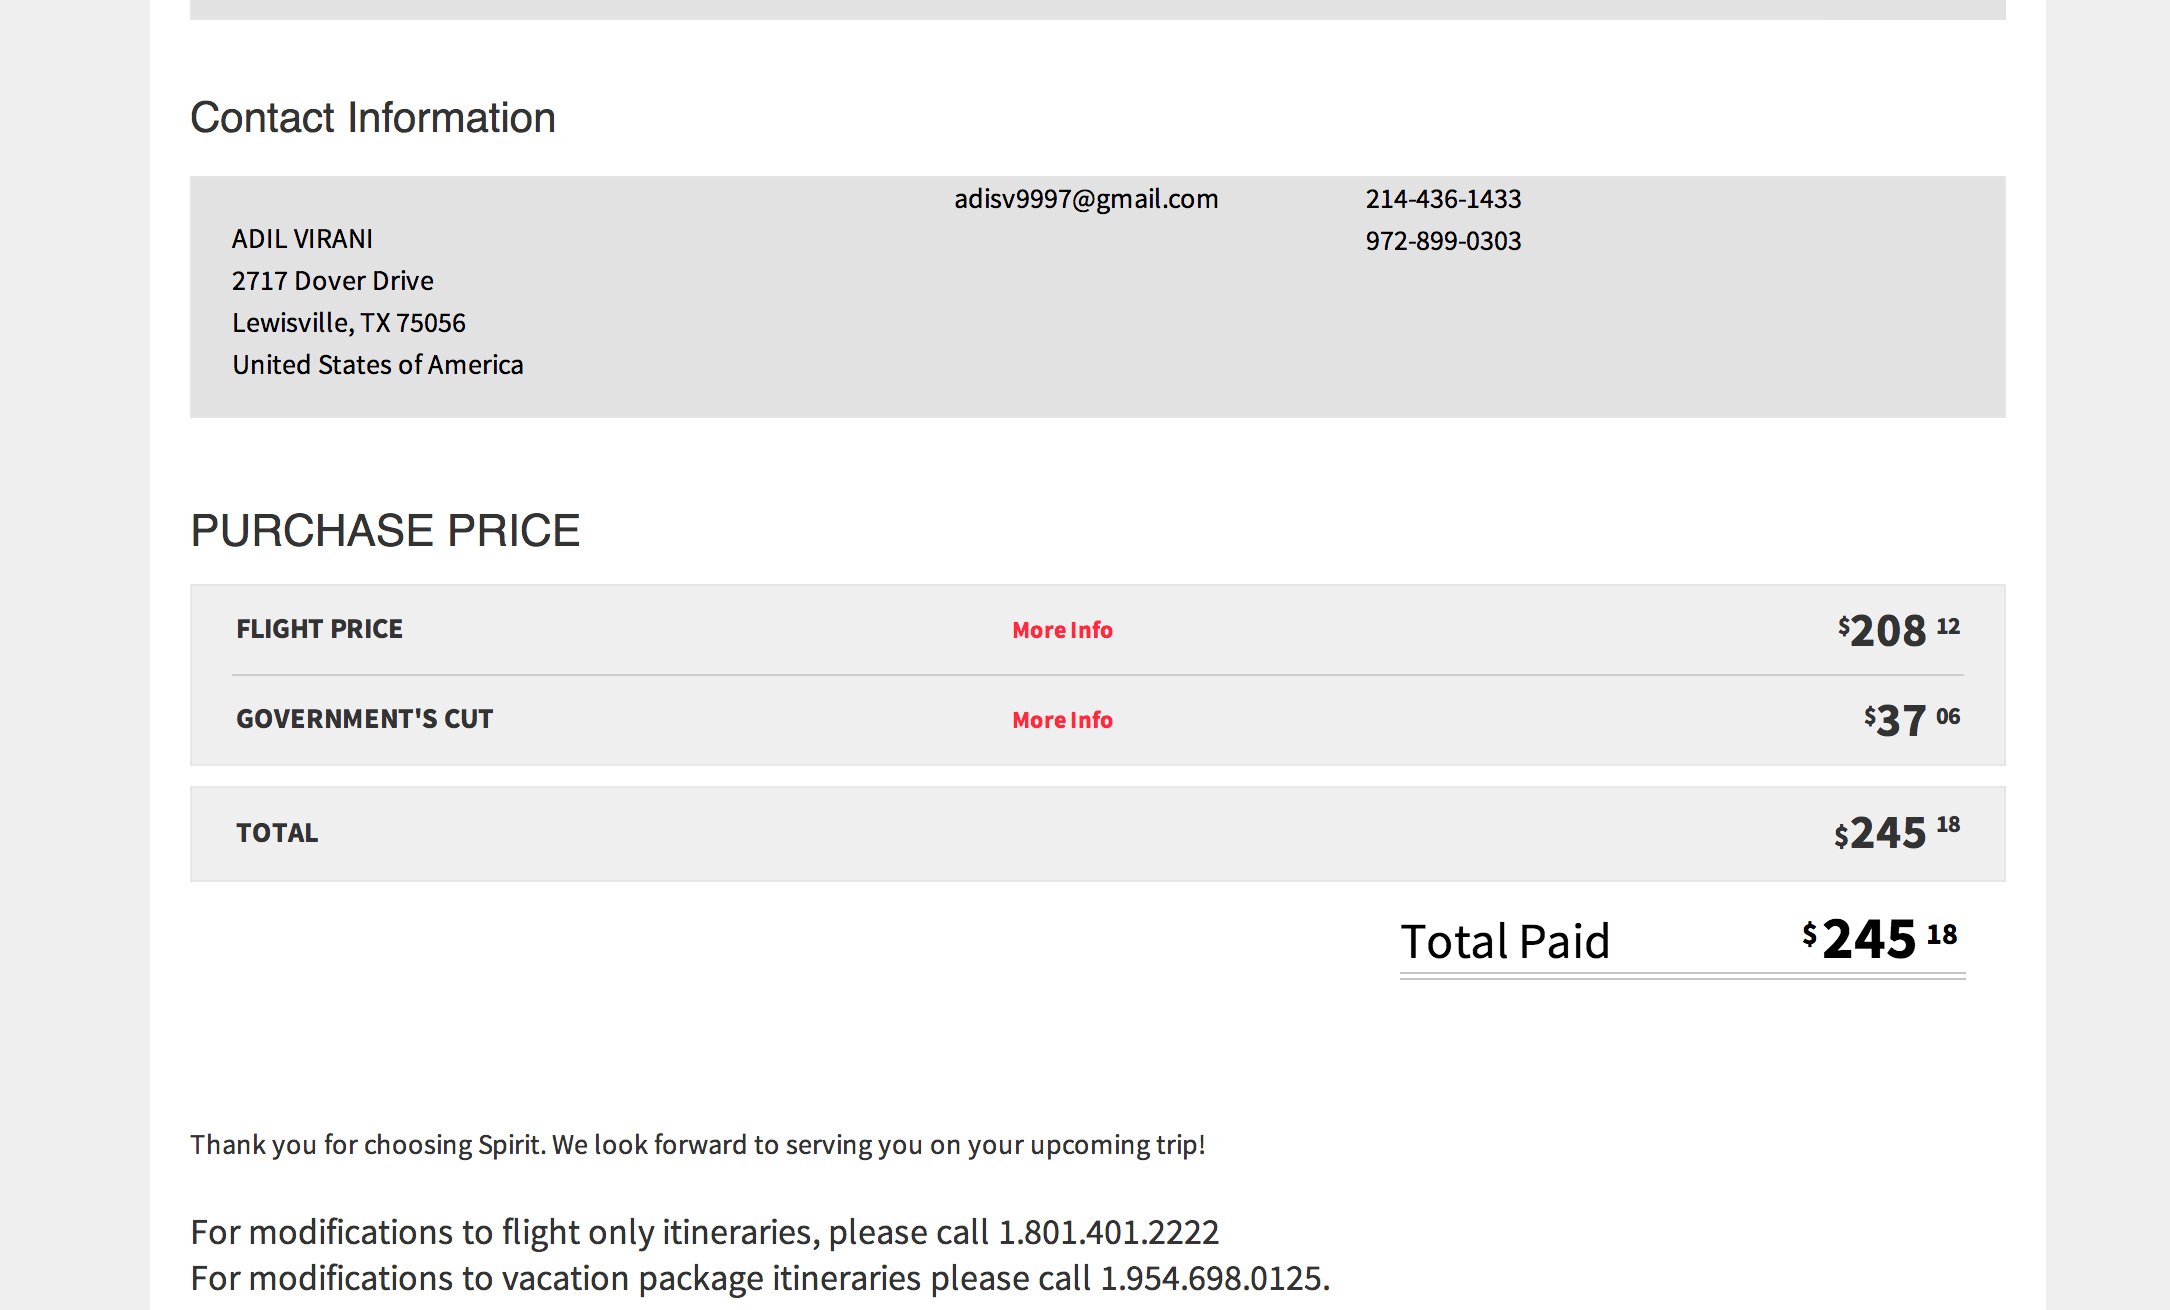 Contact Information
adisv9997@gmail.com 214-436-1433
972-899-0303
ADIL VIRANI
2717 Dover Drive
Lewisville, TX 75056
United States of America
PURCHASE PRICE
FLIGHT PRICE More Info $208 12
GOVERNMENT'S CUT More Info $37 06
TOTAL $245 18
Total Paid $245 18
Thank you for choosing Spirit. We look forward to serving you on your upcoming trip!
For modifications to flight only itineraries, please call 1.801.401.2222
For modifications to vacation package itineraries please call 1.954.698.0125.